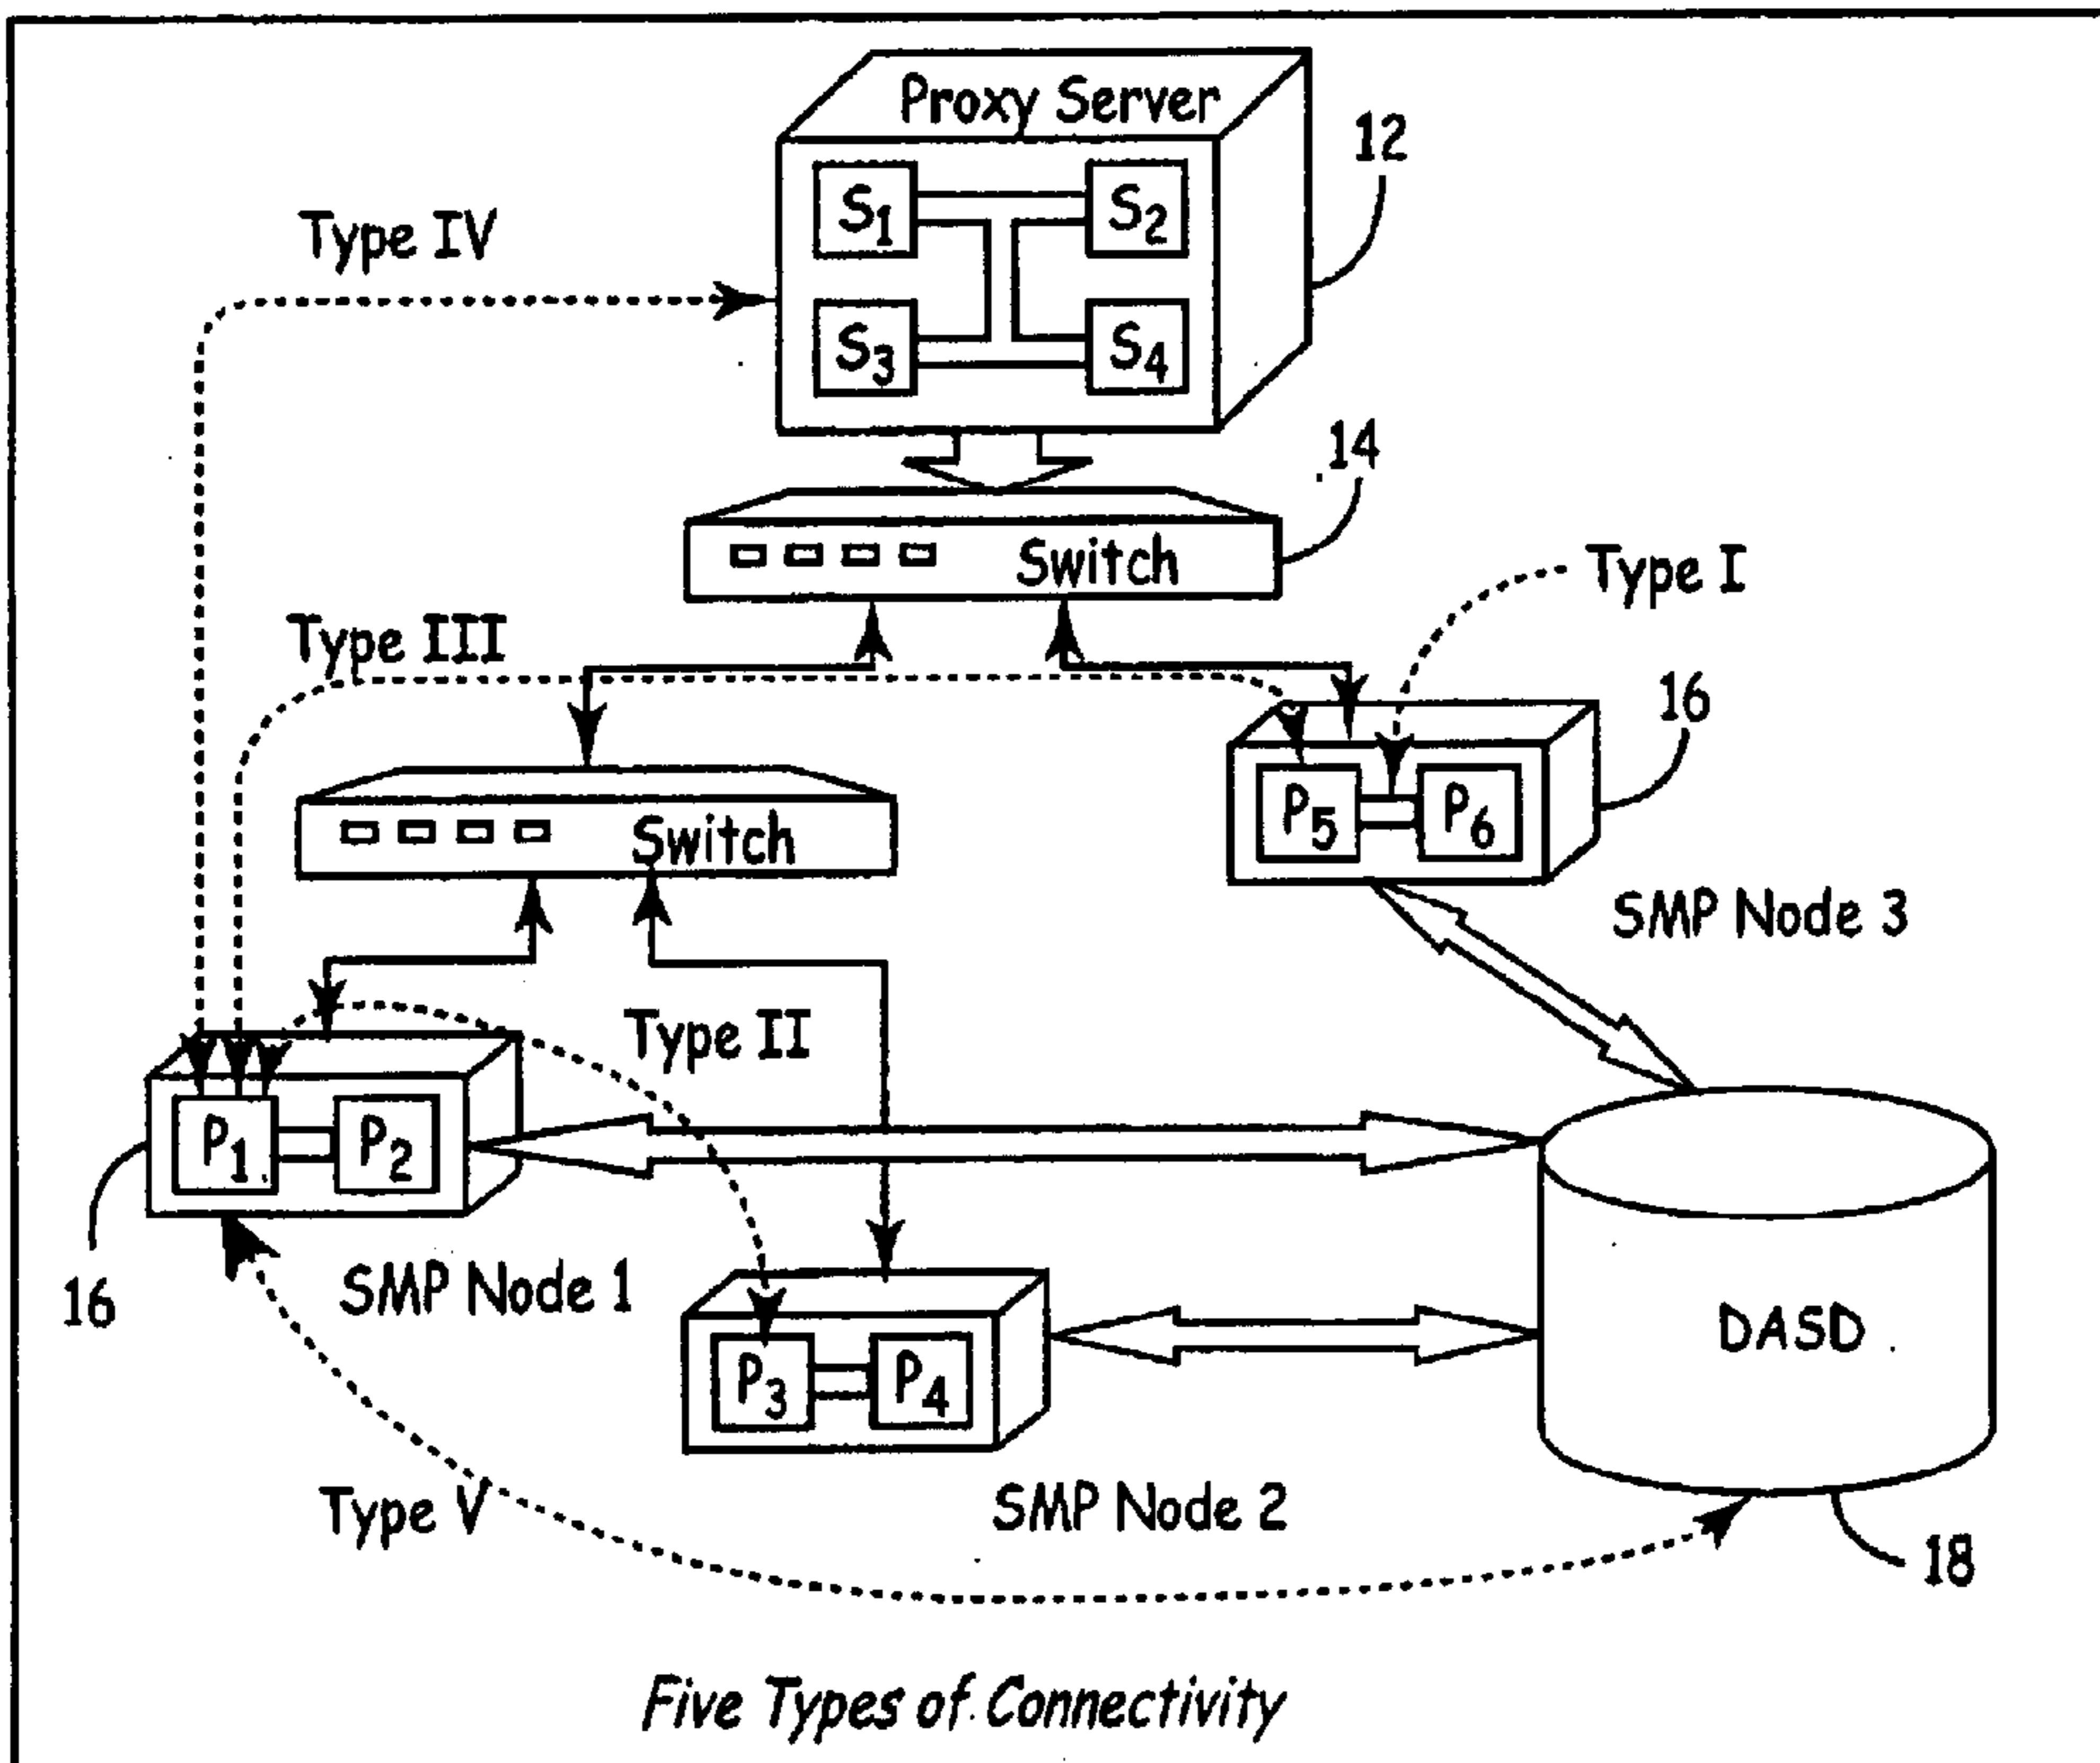 Proxy Server
12
S1
S2
Type IV
S3
S4
14
Switch
Type I
Type III
16
P5
P6
Switch
SMP Node 3
Type II
P1
P2
16
SMP Node 1
DASD
P3
P4
Type V
SMP Node 2
18
Five Types of Connectivity